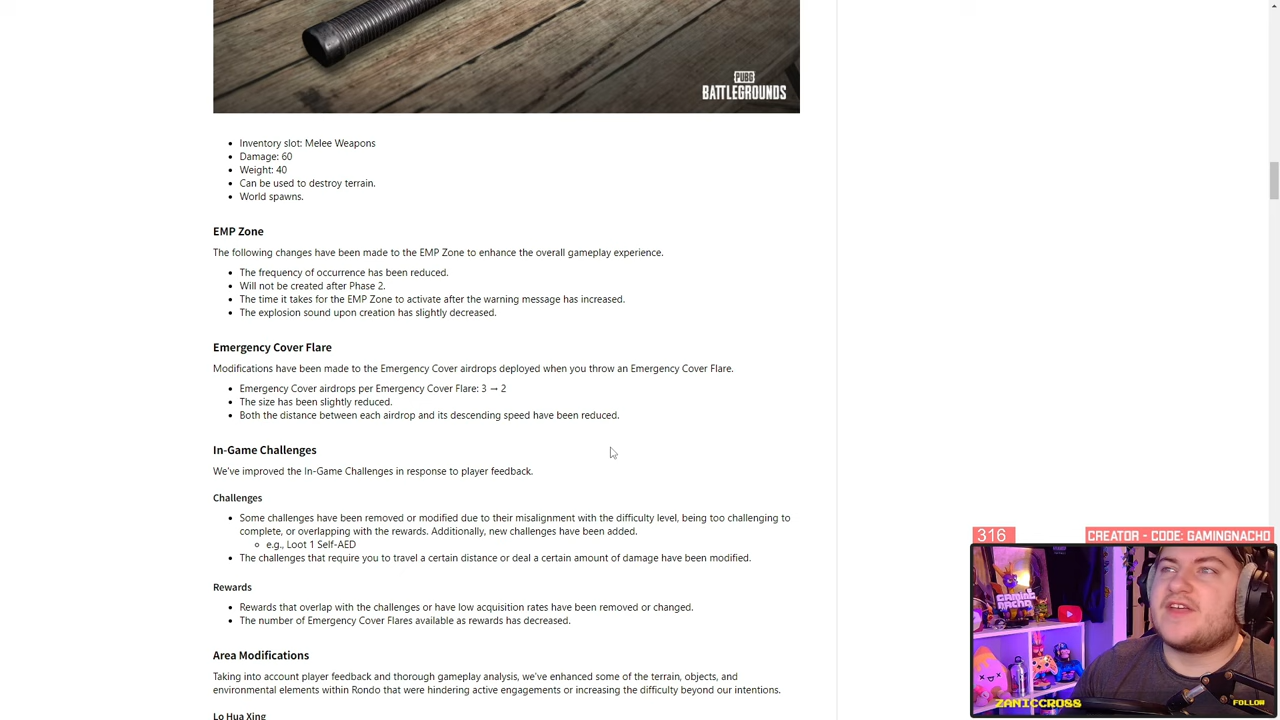 PUBG
BATTLEGROUNDS
Inventory slot: Melee Weapons
Damage: 60
Weight: 40
Can be used to destroy terrain.
World spawns.
EMP Zone
The following changes have been made to the EMP Zone to enhance the overall gameplay experience.
The frequency of occurrence has been reduced.
Will not be created after Phase 2.
The time it takes for the EMP Zone to activate after the warning message has increased.
The explosion sound upon creation has slightly decreased.
Emergency Cover Flare
Modifications have been made to the Emergency Cover airdrops deployed when you throw an Emergency Cover Flare.
Emergency Cover airdrops per Emergency Cover Flare: 3 → 2
The size has been slightly reduced.
Both the distance between each airdrop and its descending speed have been reduced.
In-Game Challenges
We've improved the In-Game Challenges in response to player feedback.
Challenges
Some challenges have been removed or modified due to their misalignment with the difficulty level, being too challenging to
complete, or overlapping with the rewards. Additionally, new challenges have been added.
e.g., Loot 1 Self-AED
The challenges that require you to travel a certain distance or deal a certain amount of damage have been modified.
Rewards
Rewards that overlap with the challenges or have low acquisition rates have been removed or changed.
The number of Emergency Cover Flares available as rewards has decreased.
Area Modifications
Taking into account player feedback and thorough gameplay analysis, we've enhanced some of the terrain, objects, and
environmental elements within Rondo that were hindering active engagements or increasing the difficulty beyond our intentions.
Lo Hua Xing
316
CREATOR - CODE: GAMINGNACHO
GAMING
NACHO
ZANICCROSS
FOLLOW